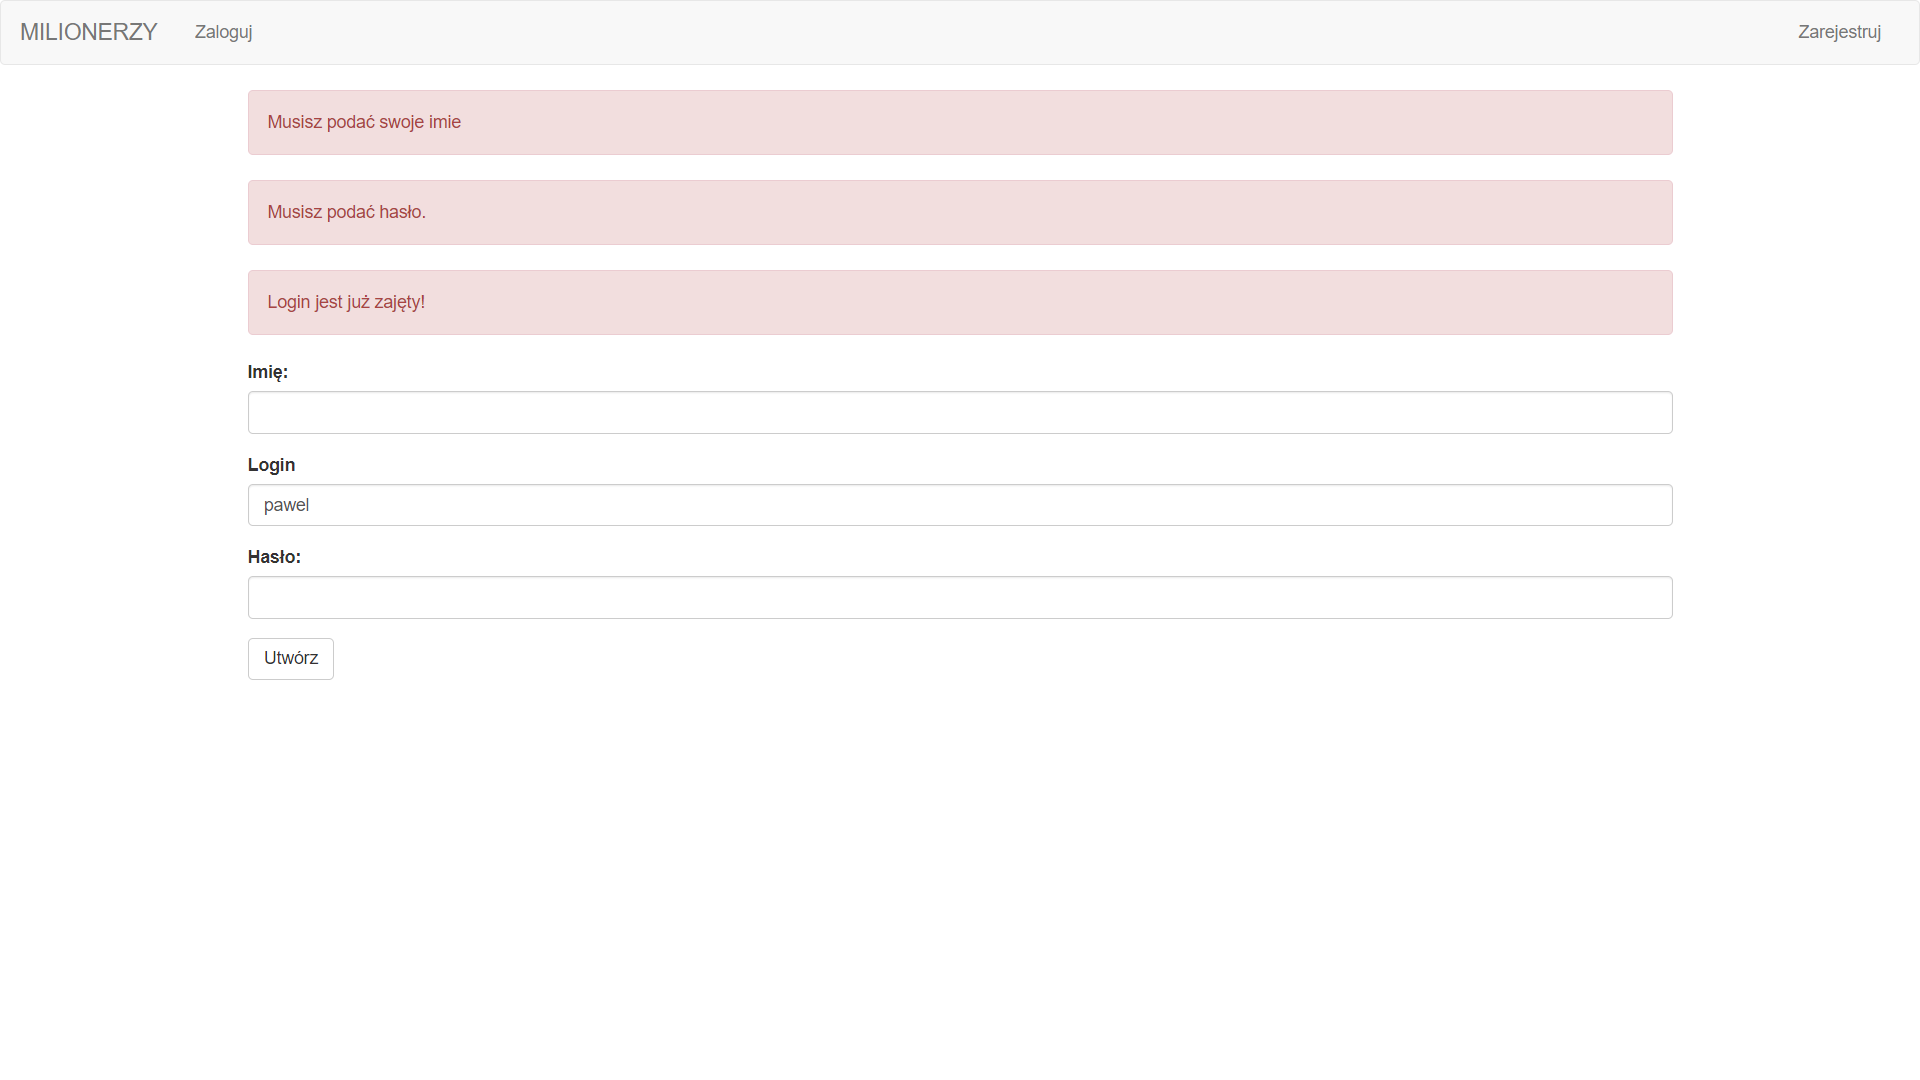 MILIONERZY Zaloguj Zarejestruj
Musisz podać swoje imie
Musisz podać hasło.
Login jest już zajęty!
Imię:
Login
pawel
Hasło:
Utwórz